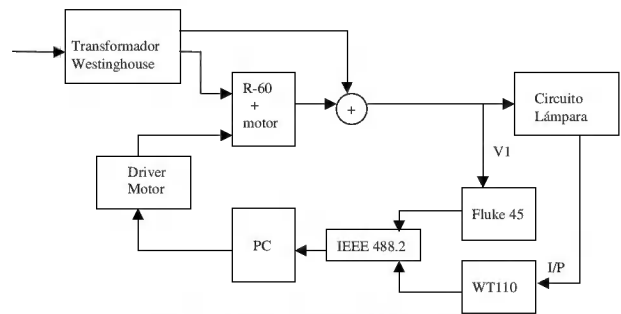 Transformador
Westinghouse
R-60
+
motor
+
Circuito
Lámpara
V1
Driver
Motor
Fluke 45
PC
IEEE 488.2
I/P
WT110